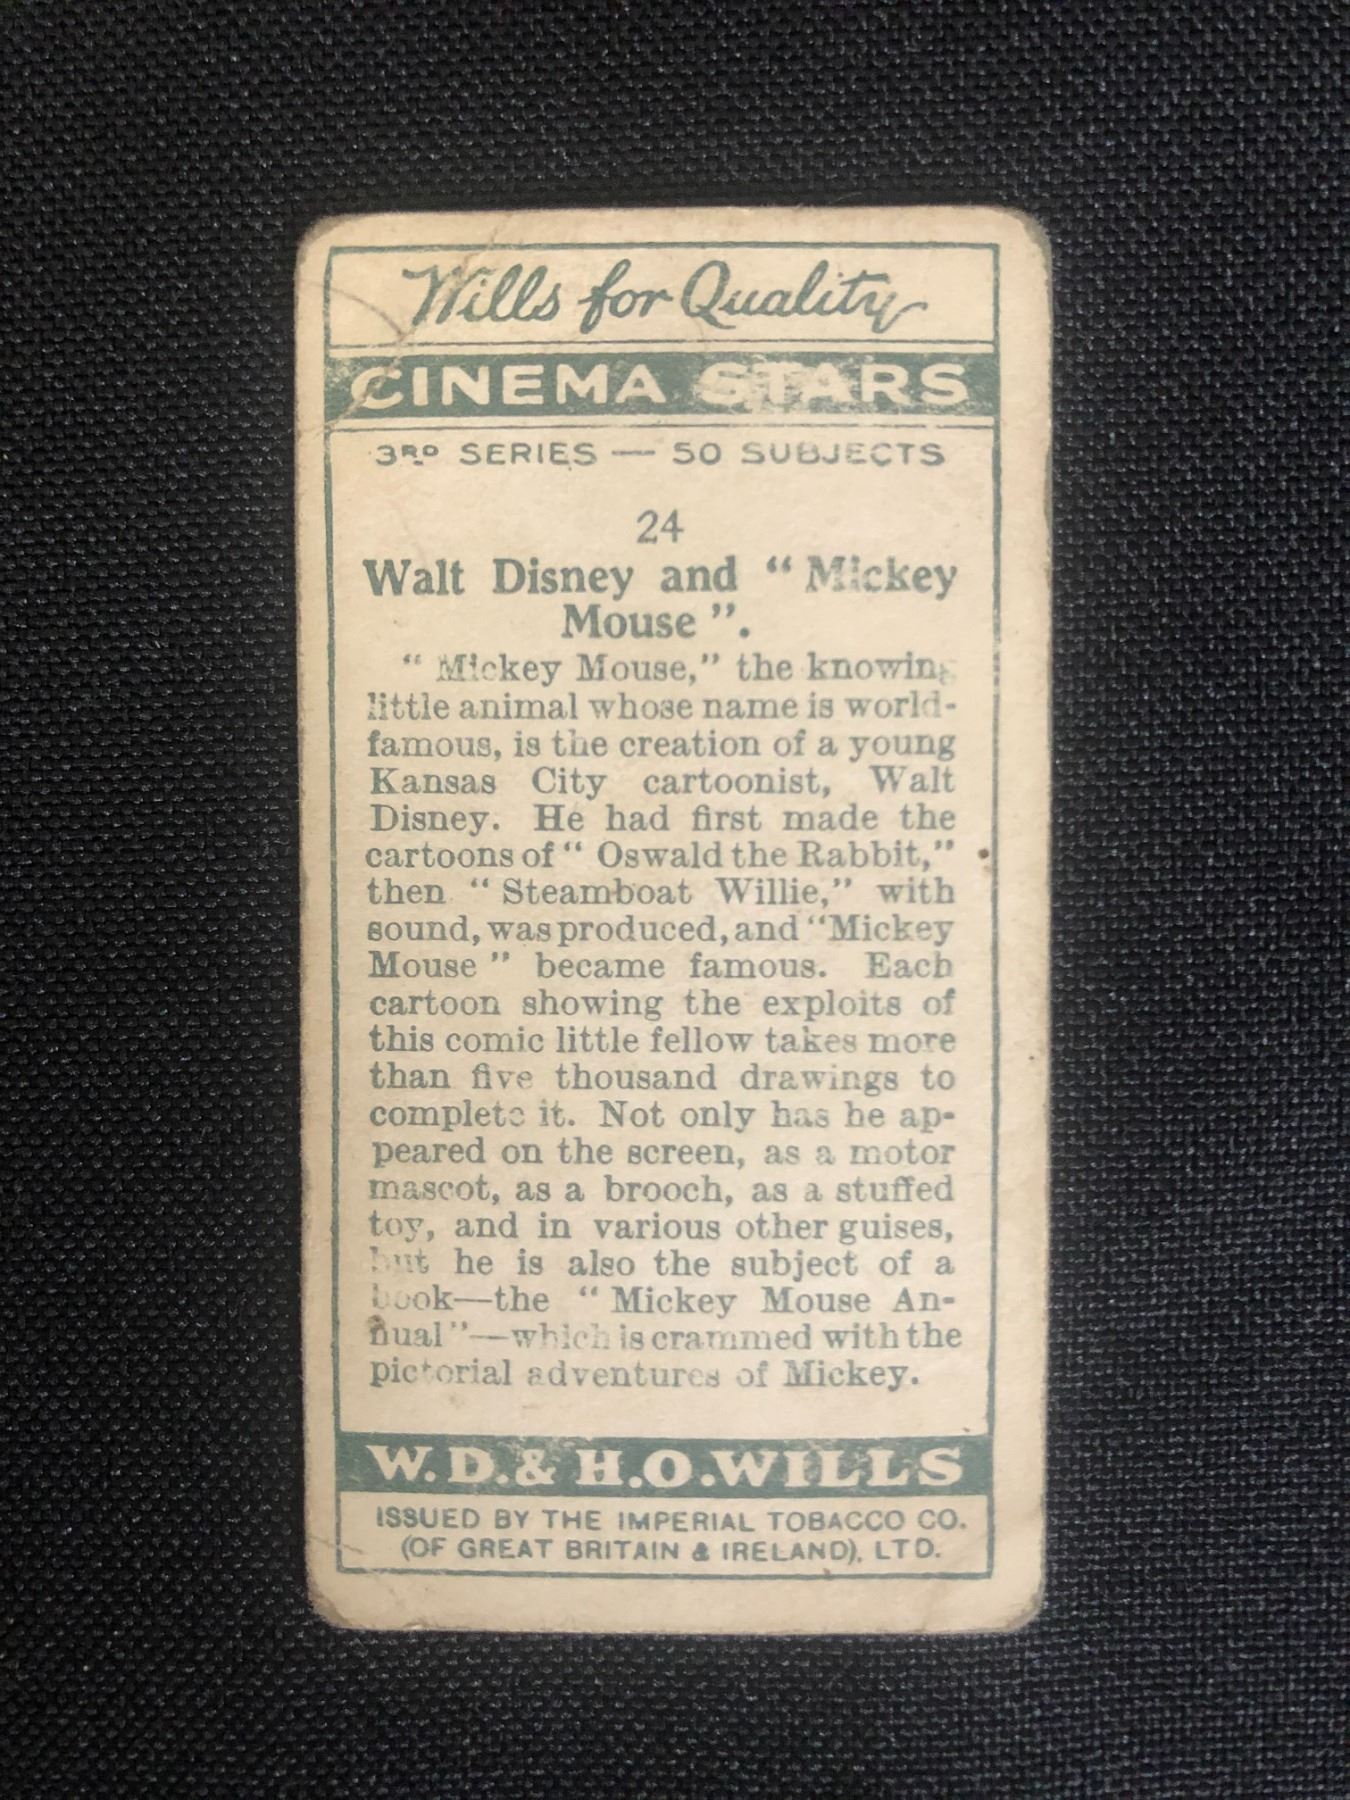 Wills for Quality
CINEMA STARS
3RD SERIES — 50 SUBJECTS
24
Walt Disney and " Mickey
Mouse ".
" Mickey Mouse," the knowing
little animal whose name is world-
famous, is the creation of a young
Kansas City cartoonist, Walt
Disney. He had first made the
cartoons of " Oswald the Rabbit,"
then " Steamboat Willie," with
sound, was produced, and "Mickey
Mouse " became famous. Each
cartoon showing the exploits of
this comic little fellow takes more
than five thousand drawings to
complete it. Not only has he ap-
peared on the screen, as a motor
mascot, as a brooch, as a stuffed
toy, and in various other guises,
but he is also the subject of a
book—the " Mickey Mouse An-
nual"—which is crammed with the
pictorial adventures of Mickey.
W.D.& H.O.WILLS
ISSUED BY THE IMPERIAL TOBACCO CO.
(OF GREAT BRITAIN & IRELAND), LTD.